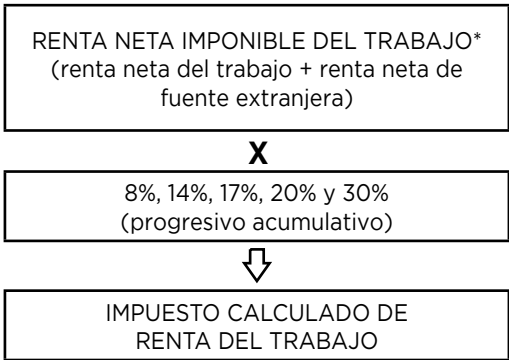 RENTA NETA IMPONIBLE DEL TRABAJO*
(renta neta del trabajo + renta neta de
fuente extranjera)
X
8%, 14%, 17%, 20% y 30%
(progresivo acumulativo)
IMPUESTO CALCULADO DE
RENTA DEL TRABAJO